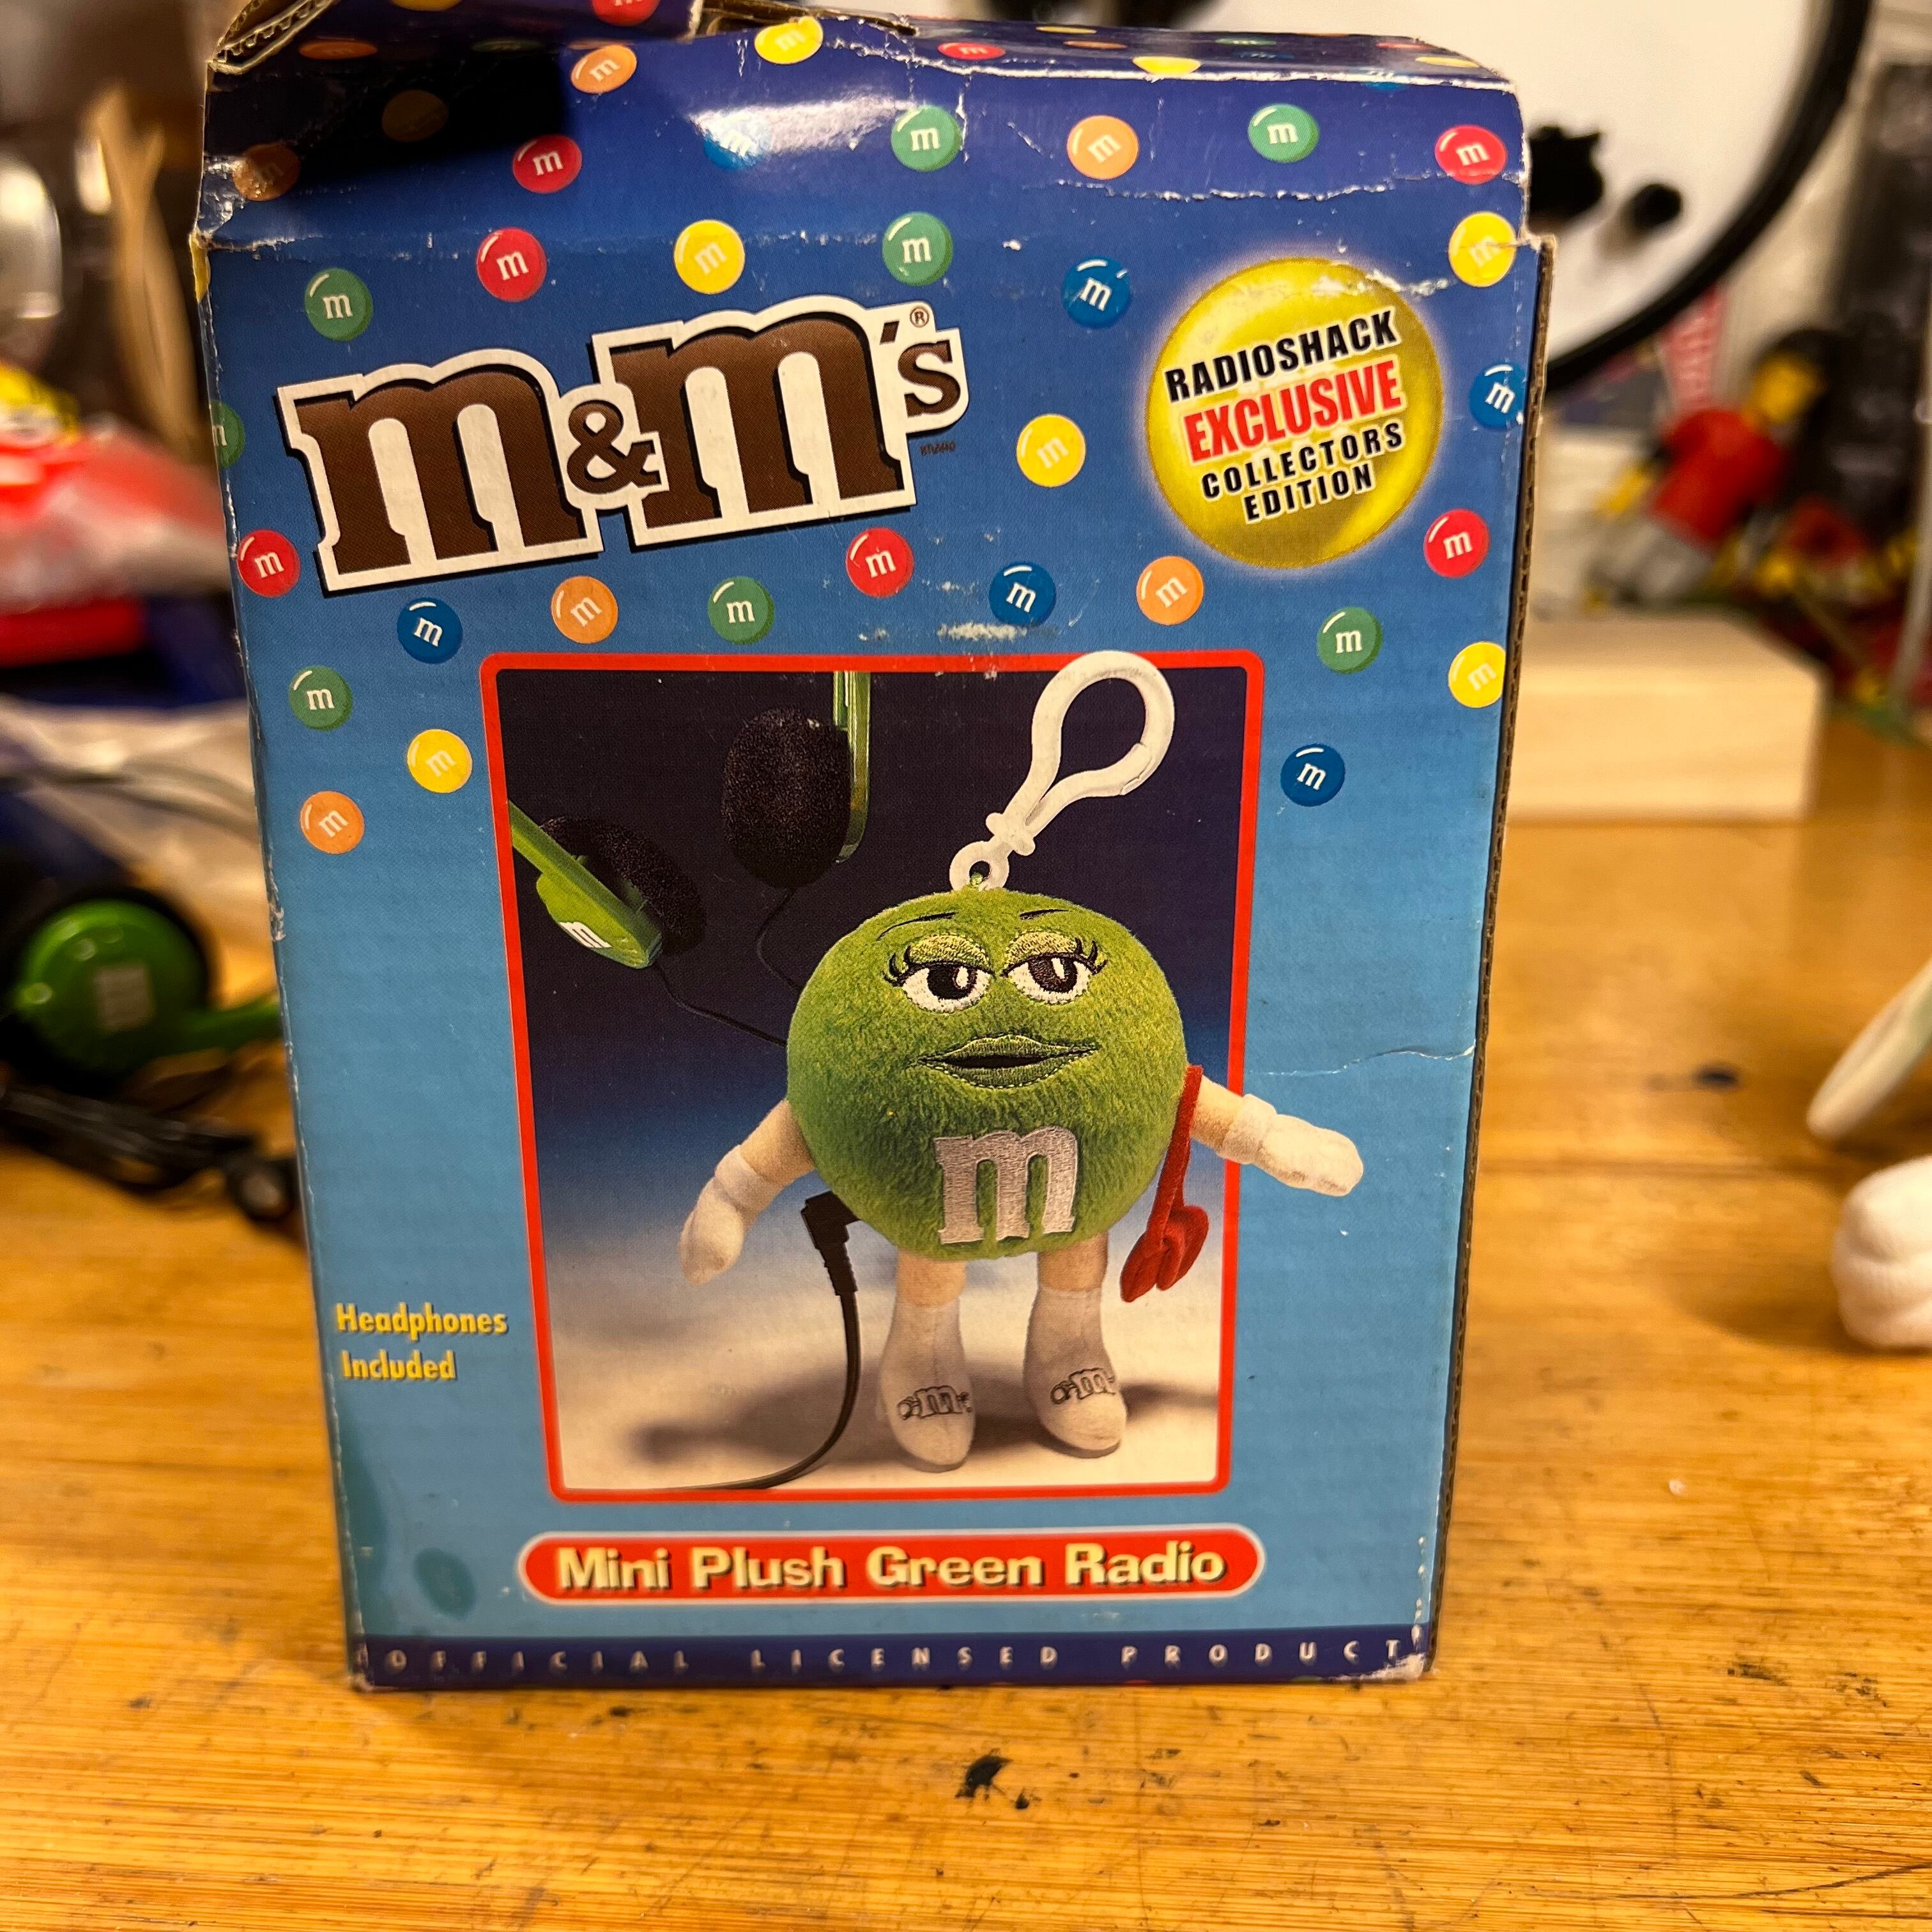 m&m's®
RADIOSHACK
EXCLUSIVE
COLLECTORS
EDITION
m
Headphones
Included
Mini Plush Green Radio
OFFICIAL LICENSED PRODUCT